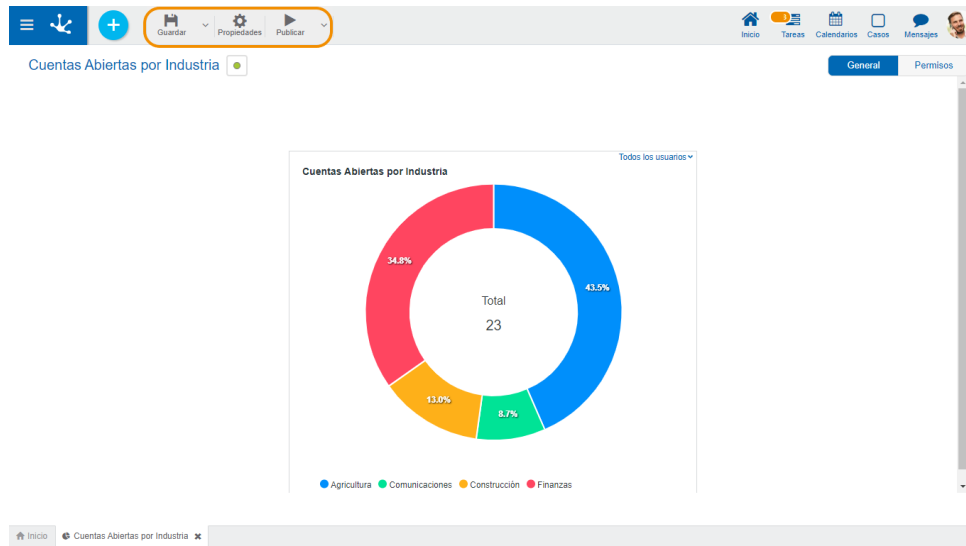 Guardar
Propiedades
Publicar
Inicio
Tareas
Calendarios
Casos
Mensajes
Cuentas Abiertas por Industria
General
Permisos
Todos los usuarios
Cuentas Abiertas por Industria
34.8%
43.5%
Total
23
13.0%
8.7%
Agricultura Comunicaciones Construcción Finanzas
Inicio
Cuentas Abiertas por Industria